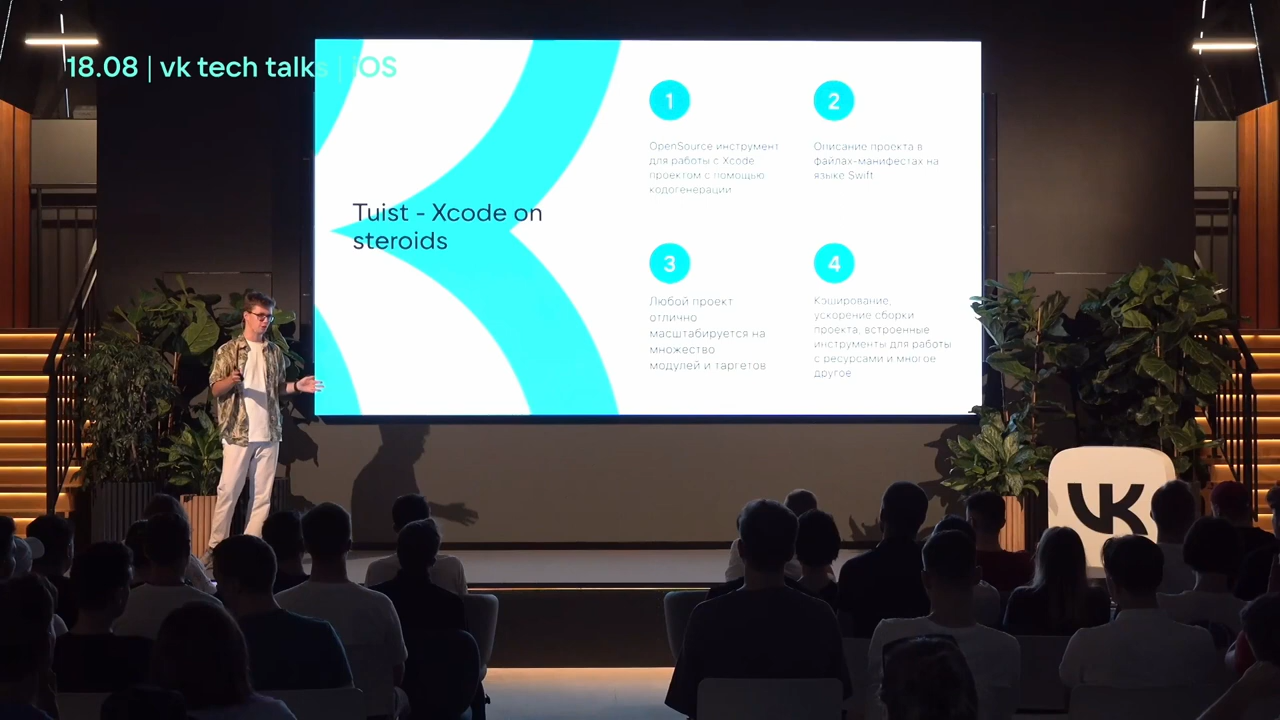 18.08 | vk tech talks | iOS
Tuist - Xcode on
steroids
1
OpenSource инструмент
для работы с Xcode
проектом с помощью
кодогенерации
2
Описание проекта в
файлах-манифестах на
языке Swift
3
Любой проект
отлично
масштабируется на
множество
модулей и таргетов
4
Кэширование,
ускорение сборки
проекта, встроенные
инструменты для работы
с ресурсами и многое
другое
VK